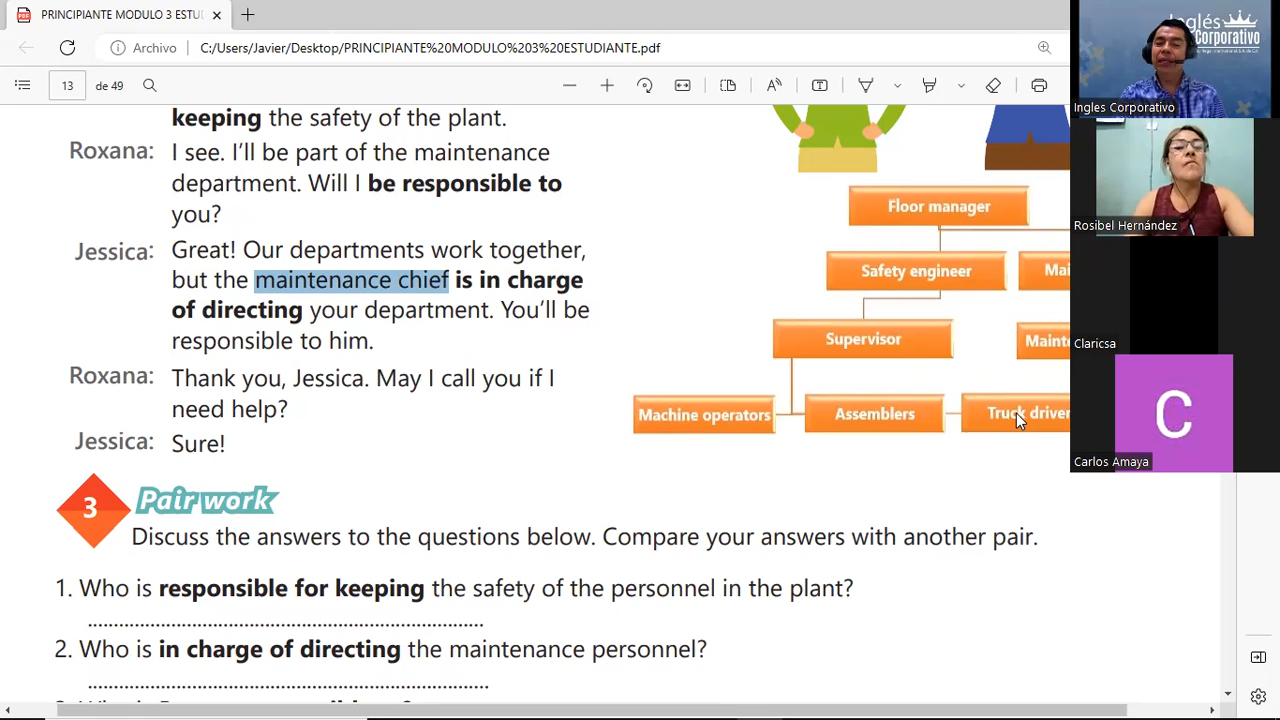 PRINCIPIANTE MODULO 3 ESTU
Archivo
C:/Users/Javier/Desktop/PRINCIPIANTE%20MODULO%203%20ESTUDIANTE.pdf
13 de 49
keeping the safety of the plant.
Roxana: I see. I'll be part of the maintenance
department. Will I be responsible to
you?
Jessica: Great! Our departments work together,
but the maintenance chief is in charge
of directing your department. You'll be
responsible to him.
Roxana: Thank you, Jessica. May I call you if I
need help?
Jessica: Sure!
Floor manager
Safety engineer
Supervisor
Machine operators
Assemblers
Truck driver
3 Pair work
Discuss the answers to the questions below. Compare your answers with another pair.
1. Who is responsible for keeping the safety of the personnel in the plant?
2. Who is in charge of directing the maintenance personnel?
Inglés
Corporativo
Ingles Corporativo
Rosibel Hernández
Claricsa
C
Carlos Amaya